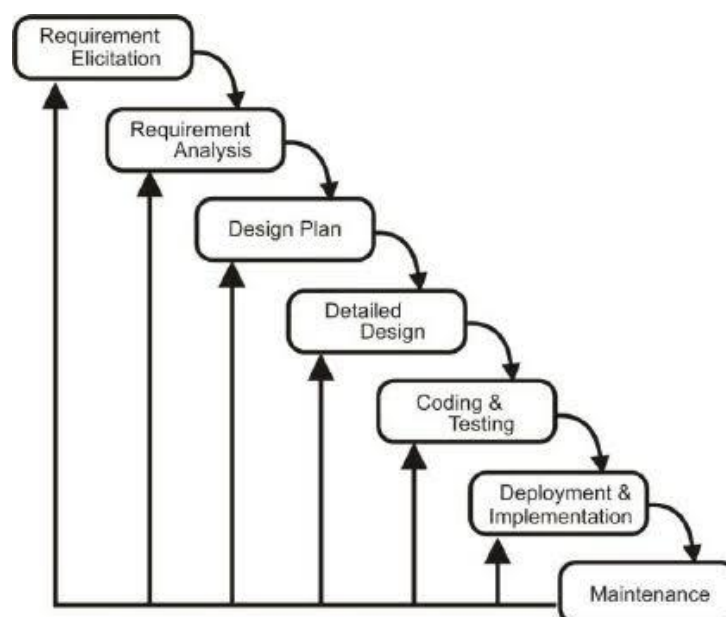 Requirement
Elicitation
Requirement
Analysis
Design Plan
Detailed
Design
Coding &
Testing
Deployment &
Implementation
Maintenance